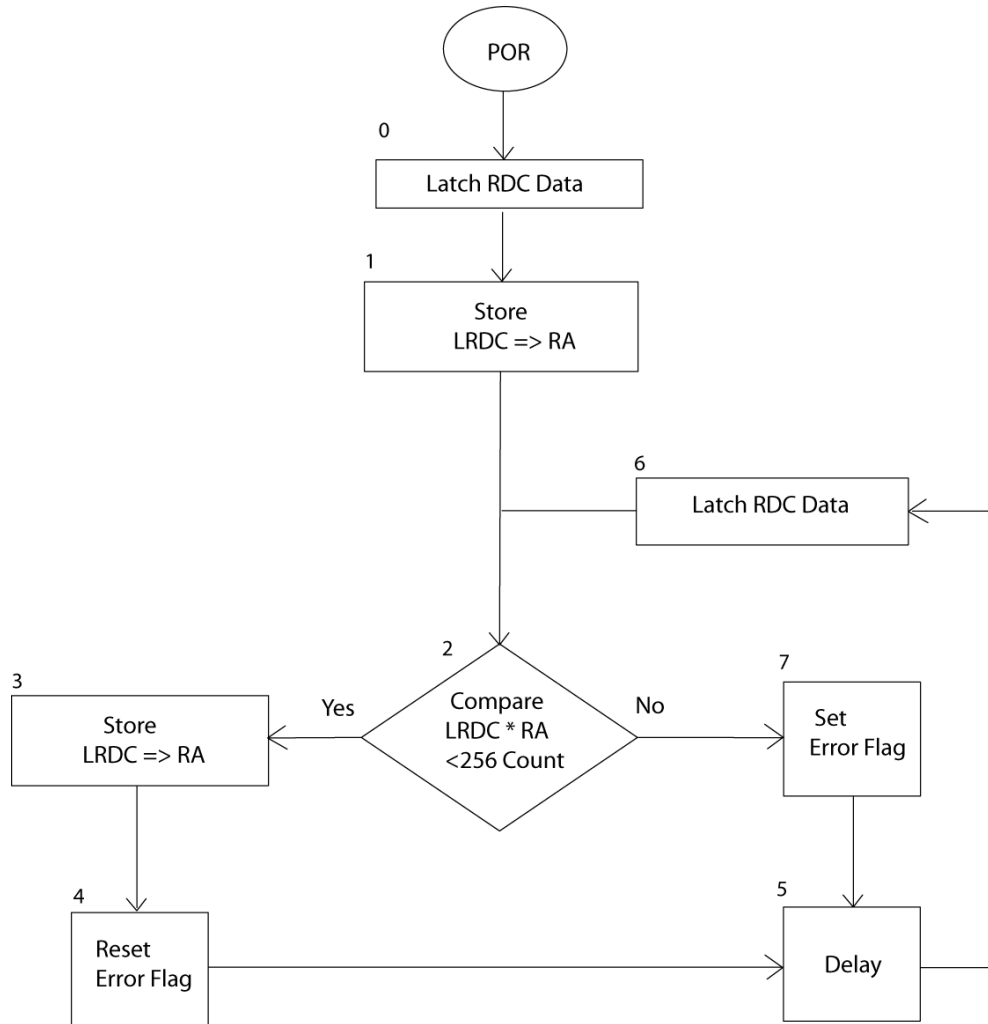 POR
0
Latch RDC Data
1
Store
LRDC => RA
6
Latch RDC Data
2
Compare
LRDC * RA
<256 Count
Yes
No
3
Store
LRDC => RA
7
Set
Error Flag
4
Reset
Error Flag
5
Delay